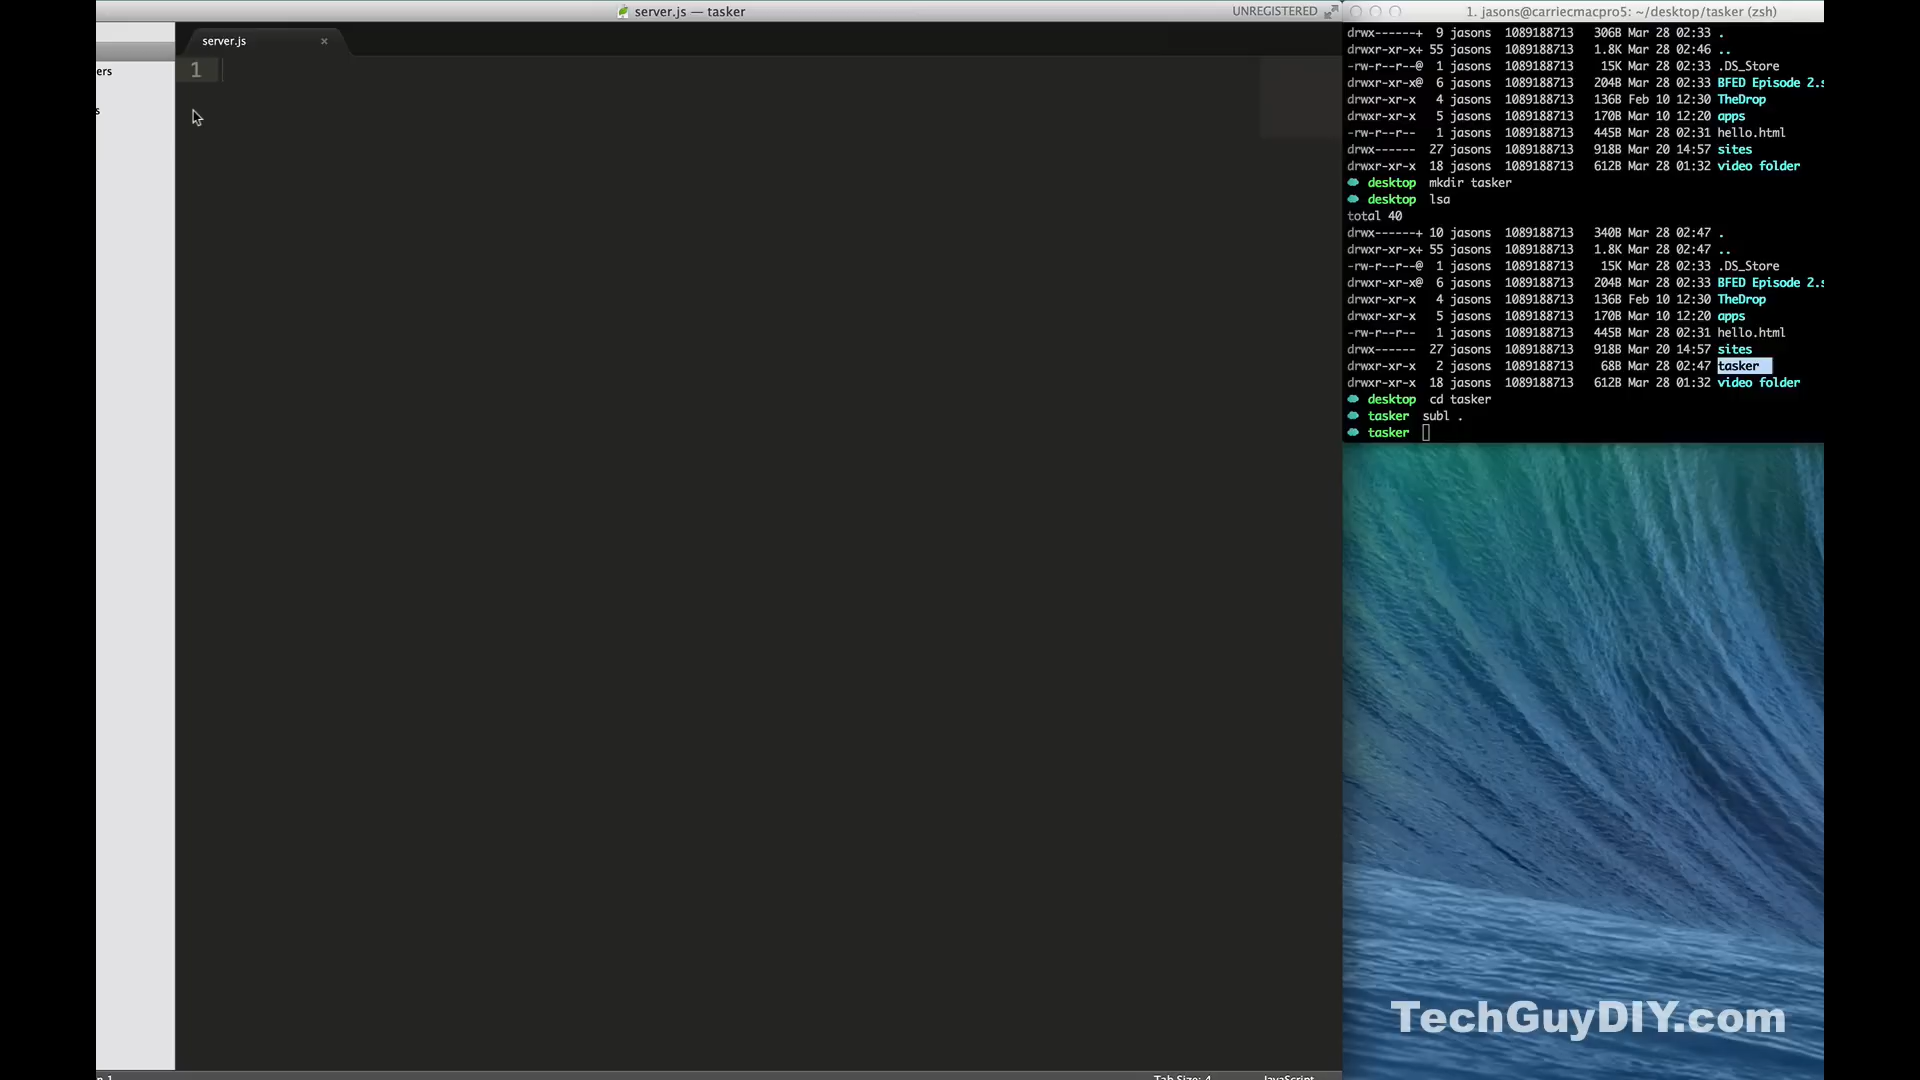 server.js — tasker
UNREGISTERED
server.js
ers
s
1
1. jasons@carriecmacpro5: ~/desktop/tasker (zsh)
drwx------+ 9 jasons 1089188713 306B Mar 28 02:33 .
drwxr-xr-x+ 55 jasons 1089188713 1.8K Mar 28 02:46 ..
-rw-r--r--@ 1 jasons 1089188713 15K Mar 28 02:33 .DS_Store
drwxr-xr-x@ 6 jasons 1089188713 204B Mar 28 02:33 BFED Episode 2.s
drwxr-xr-x 4 jasons 1089188713 136B Feb 10 12:30 TheDrop
drwxr-xr-x 5 jasons 1089188713 170B Mar 10 12:20 apps
-rw-r--r-- 1 jasons 1089188713 445B Mar 28 02:31 hello.html
drwx------ 27 jasons 1089188713 918B Mar 20 14:57 sites
drwxr-xr-x 18 jasons 1089188713 612B Mar 28 01:32 video folder
desktop mkdir tasker
desktop lsa
total 40
drwx------+ 10 jasons 1089188713 340B Mar 28 02:47 .
drwxr-xr-x+ 55 jasons 1089188713 1.8K Mar 28 02:47 ..
-rw-r--r--@ 1 jasons 1089188713 15K Mar 28 02:33 .DS_Store
drwxr-xr-x@ 6 jasons 1089188713 204B Mar 28 02:33 BFED Episode 2.s
drwxr-xr-x 4 jasons 1089188713 136B Feb 10 12:30 TheDrop
drwxr-xr-x 5 jasons 1089188713 170B Mar 10 12:20 apps
-rw-r--r-- 1 jasons 1089188713 445B Mar 28 02:31 hello.html
drwx------ 27 jasons 1089188713 918B Mar 20 14:57 sites
drwxr-xr-x 2 jasons 1089188713 68B Mar 28 02:47 tasker
drwxr-xr-x 18 jasons 1089188713 612B Mar 28 01:32 video folder
desktop cd tasker
tasker subl .
tasker
TechGuyDIY.com
Tab Size: 4
JavaScript